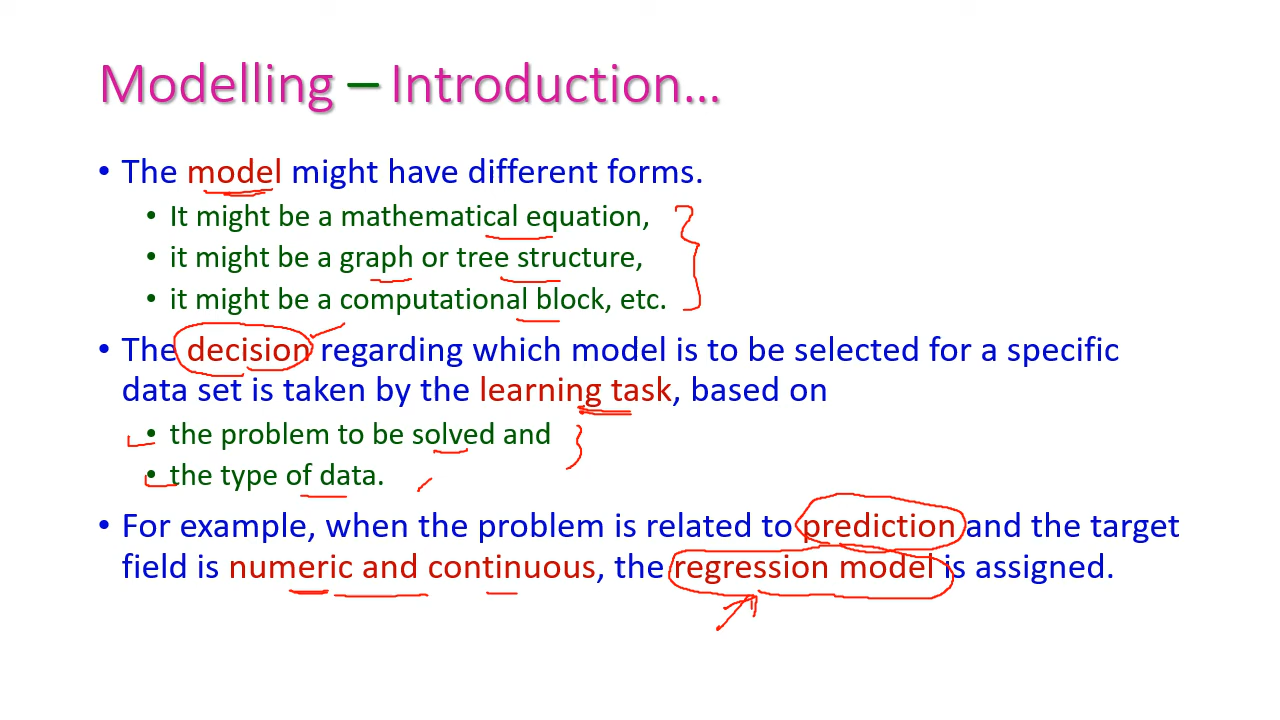 Modelling – Introduction…
• The model might have different forms.
• It might be a mathematical equation,
• it might be a graph or tree structure,
• it might be a computational block, etc.
• The decision regarding which model is to be selected for a specific
data set is taken by the learning task, based on
• the problem to be solved and
• the type of data.
• For example, when the problem is related to prediction and the target
field is numeric and continuous, the regression model is assigned.